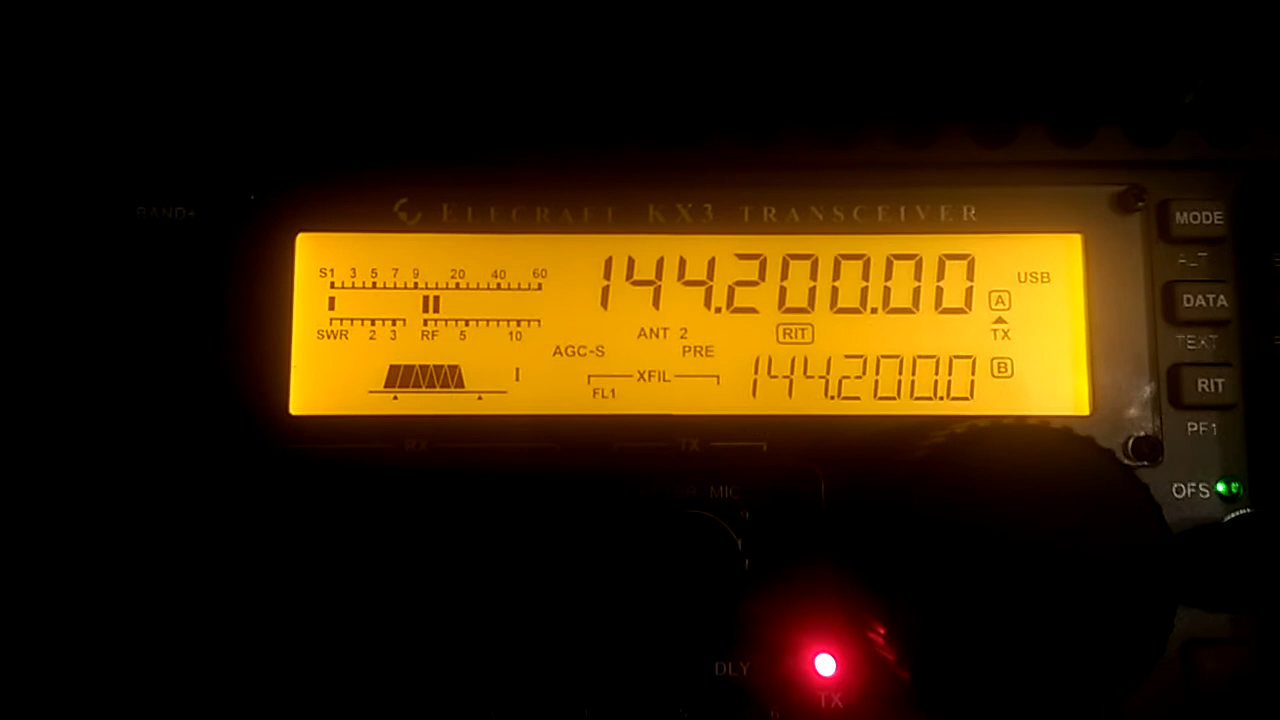 ELECRAFT KX3 TRANSCEIVER
BAND+
S1 3 5 7 9 20 40 60
144.200.00
USB
A
SWR 2 3 RF 5 10
ANT 2
RIT
TX
AGC-S
PRE
144.200.0
B
XFIL
FL1
I
MODE
ALT
DATA
TEXT
RIT
PF1
OFS
RX
TX
MIC
DLY
TX